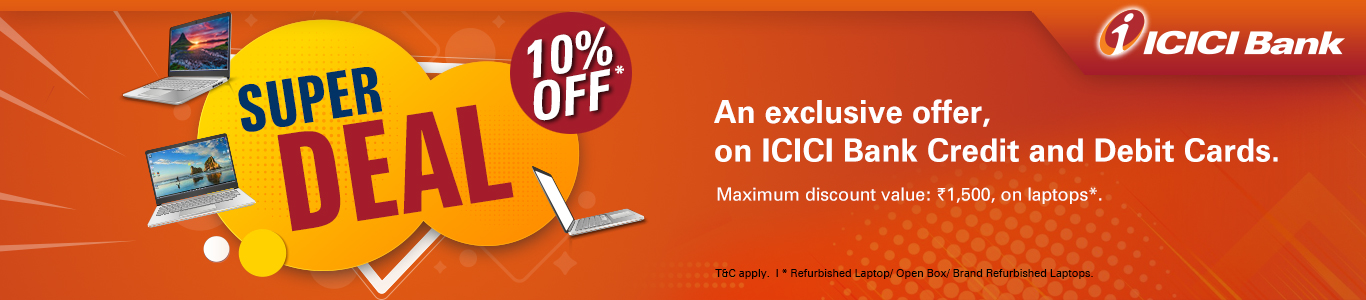 SUPER
DEAL
10%
OFF*
ICICI Bank
An exclusive offer,
on ICICI Bank Credit and Debit Cards.
Maximum discount value: ₹1,500, on laptops*.
T&C apply. I * Refurbished Laptop/ Open Box/ Brand Refurbished Laptops.